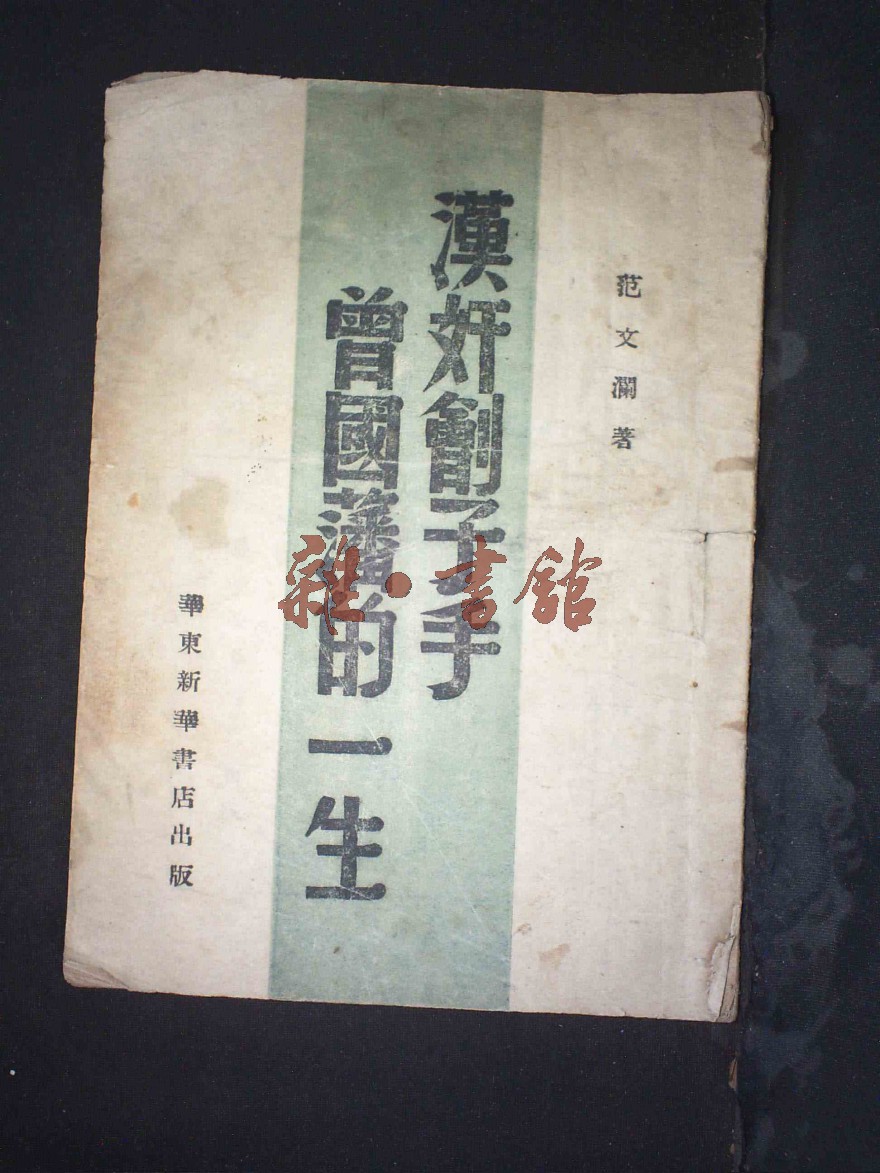 范文瀾著
漢奸劊子手
曾國藩的一生
華東新華書店出版
雜·書館